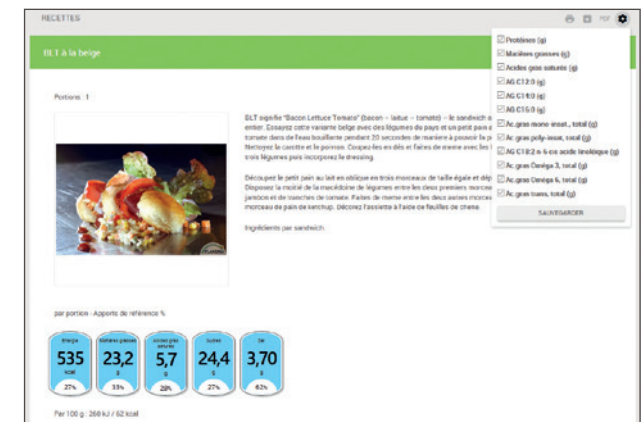 RECETTES
PDF
BLT à la belge
Portions : 1
BLT signifie "Bacon Lettuce Tomato" (bacon – laitue – tomate) – le sandwich
entier. Essayez cette variante belge avec des légumes du pays et un petit pain
tomate dans de l'eau bouillante pendant 20 secondes de manière à pouvoir la
Nettoyez la carotte et le poivron. Coupez-les en dés et faites de meme avec les
trois légumes puis incorporez le dressing.
Découpez le petit pain au lait en oblique en trois morceaux de taille égale et
Disposez la moitié de la macédoine de légumes entre les deux premiers
jambon et de tranches de tomate. Faites de meme entre les deux autres
morceau de pain de ketchup. Décorez l'assiette à l'aide de feuilles de chene.
Ingrédients par sandwich.
Protéines (g)
Matières grasses (g)
Acides gras saturés (g)
AG C12:0 (g)
AG C14:0 (g)
AG C16:0 (g)
Ac.gras mono-insat., total (g)
Ac.gras poly-insat, total (g)
AG C18:2 n-6 cis acide linoléique (g)
Ac.gras Oméga 3, total (g)
Ac.gras Oméga 6, total (g)
Ac.gras trans, total (g)
SAUVEGARDER
par portion - Apports de référence %
Energie
535
kcal
27%
Matières grasses
23,2
g
33%
Acides gras saturés
5,7
g
28%
Sucres
24,4
g
27%
Sel
3,70
g
62%
Par 100 g : 260 kJ / 62 kcal